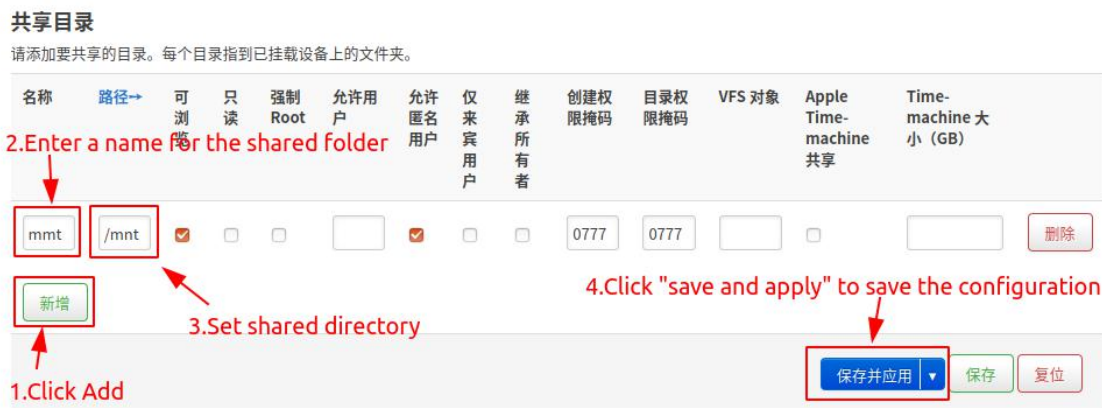 共享目录
请添加要共享的目录。每个目录指到已挂载设备上的文件夹。
名称 路径↔ 可浏览 只读 强制 Root 允许用户 允许匿名用户 仅来宾用户 继承所有者 创建权限掩码 目录权限掩码 VFS 对象 Apple Time-machine 共享 Time-machine 大小（GB）
2.Enter a name for the shared folder
mmt /mnt 0777 0777 删除
新增
4.Click "save and apply" to save the configuration
3.Set shared directory
保存并应用 ▾ 保存 复位
1.Click Add